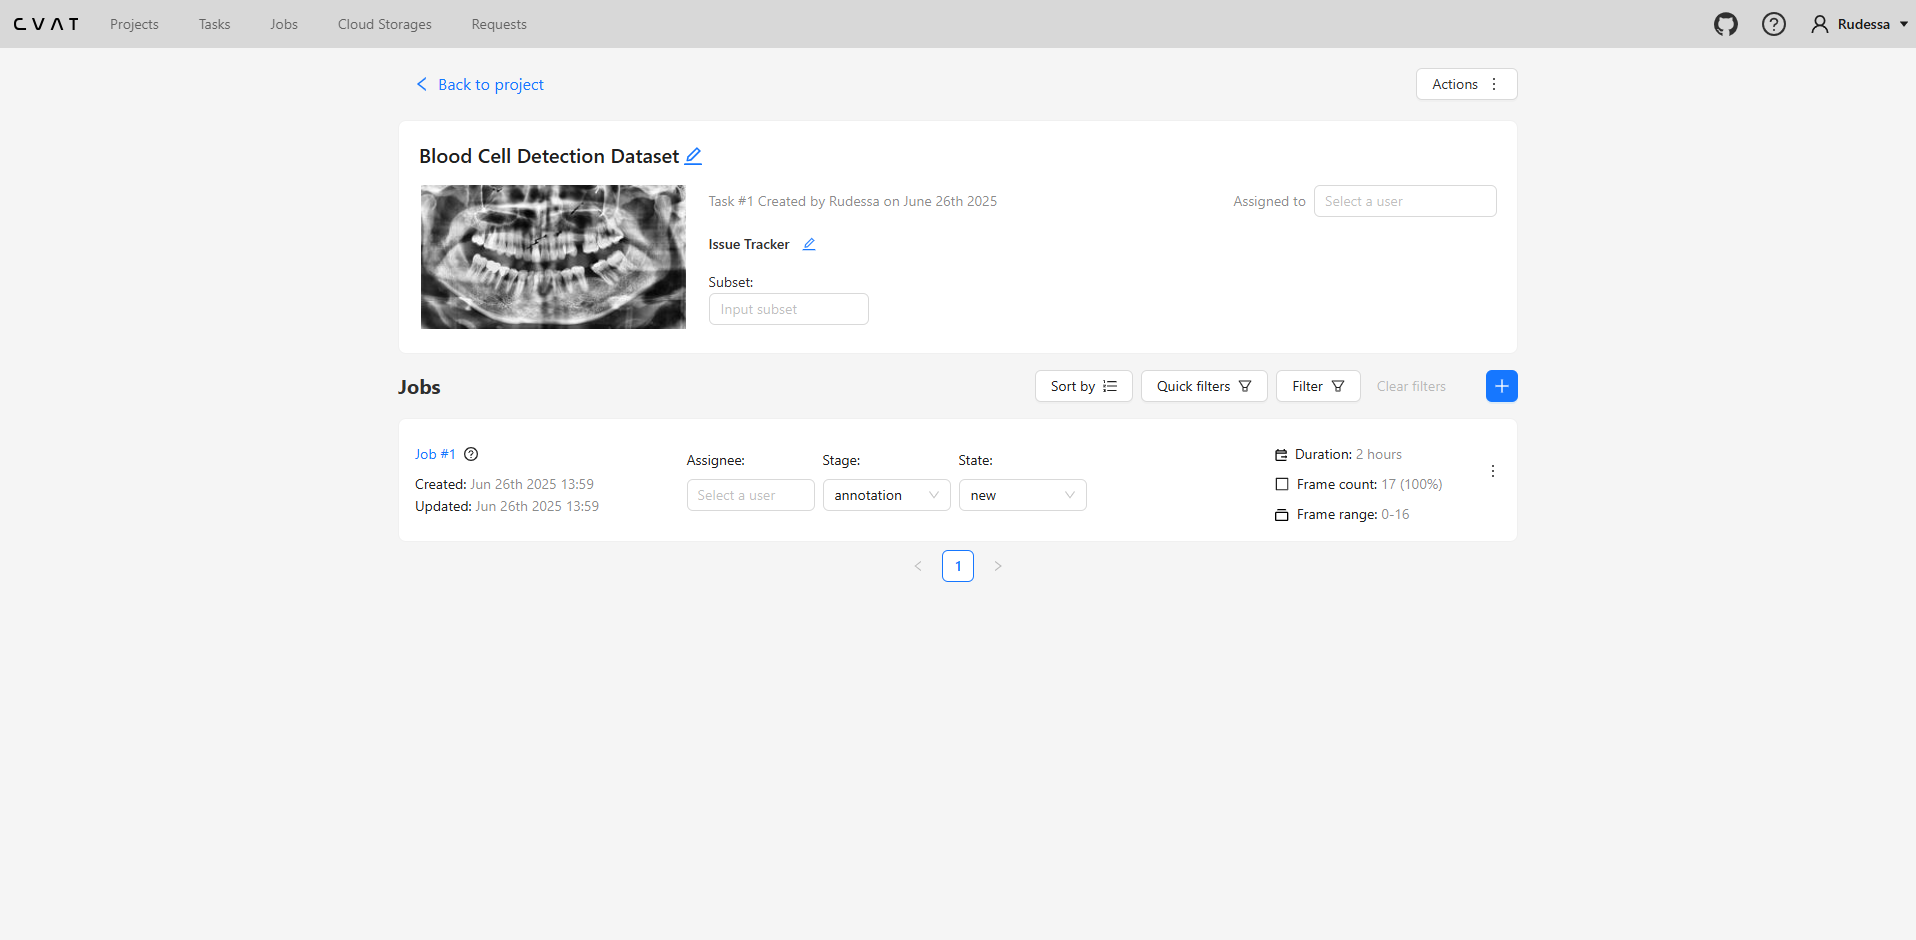 CVAT Projects Tasks Jobs Cloud Storages Requests Rudessa
Back to project
Actions
Blood Cell Detection Dataset
Task #1 Created by Rudessa on June 26th 2025
Assigned to Select a user
Issue Tracker
Subset:
Input subset
Jobs
Sort by Quick filters Filter Clear filters
Job #1
Created: Jun 26th 2025 13:59
Updated: Jun 26th 2025 13:59
Assignee: Stage: State:
Select a user annotation new
Duration: 2 hours
Frame count: 17 (100%)
Frame range: 0-16
1